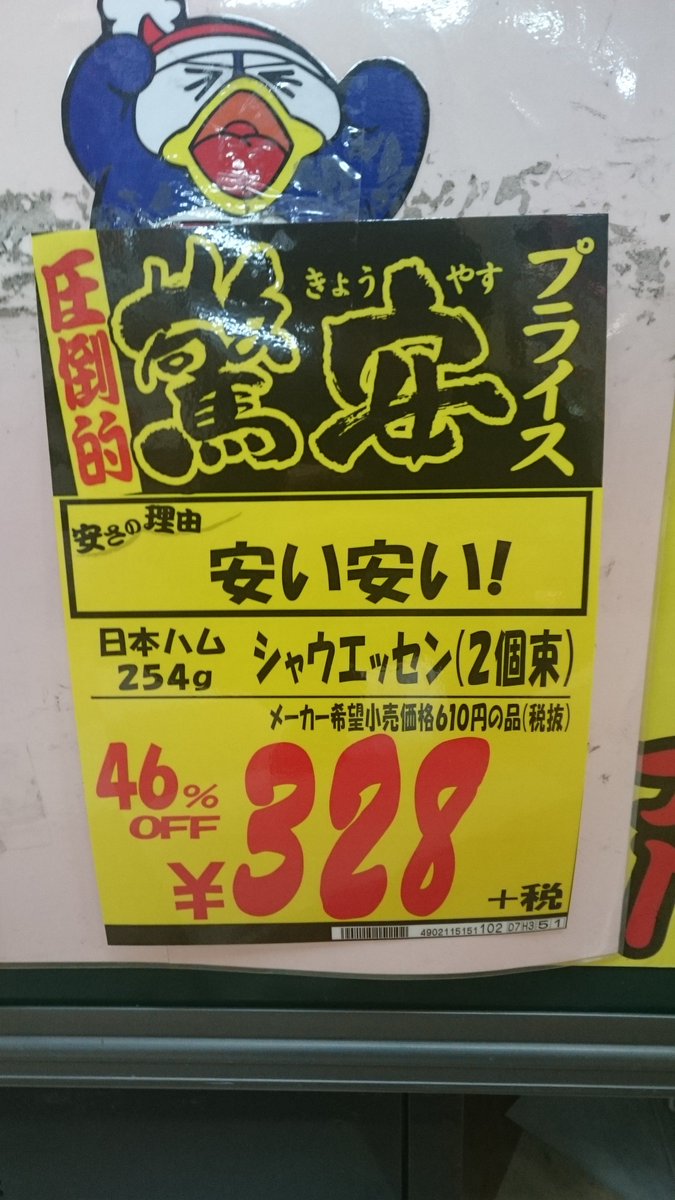 圧倒的
驚安
きょうやす
プライス
安さの理由
安い安い!
日本ハム
254g
シャウエッセン(2個束)
メーカー希望小売価格610円の品(税抜)
46%
OFF
¥328
+税
4902115151102 07H3 5 1